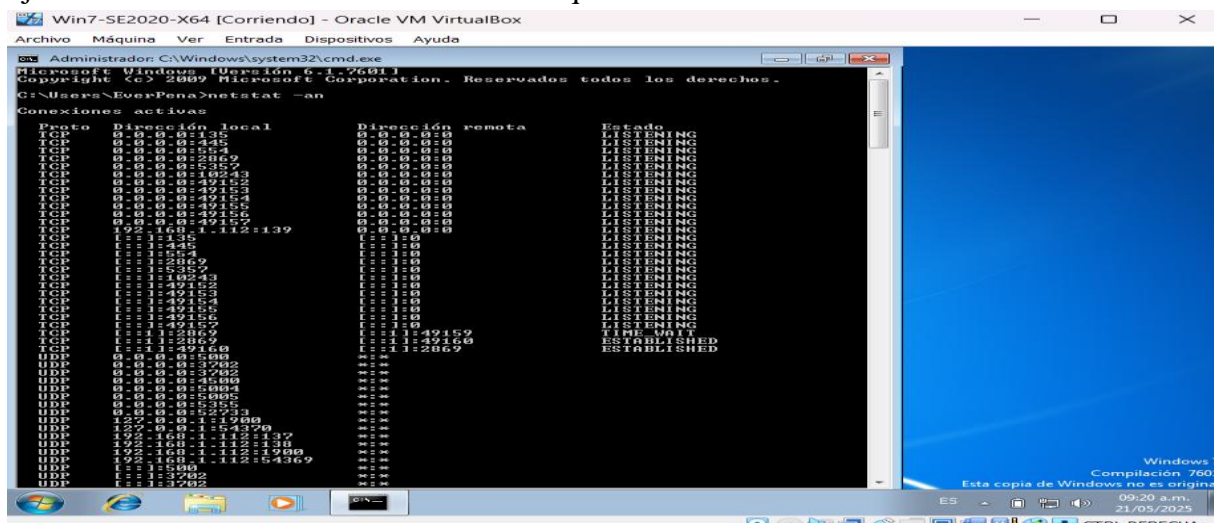 Win7-SE2020-X64 [Corriendo] - Oracle VM VirtualBox
Archivo Máquina Ver Entrada Dispositivos Ayuda
Administrador: C:\Windows\system32\cmd.exe
Microsoft Windows [Versión 6.1.7601]
Copyright (c) 2009 Microsoft Corporation. Reservados todos los derechos.
C:\Users\EverPena>netstat -an
Conexiones activas
Proto Dirección local Dirección remota Estado
TCP 0.0.0.0:135 0.0.0.0:0 LISTENING
TCP 0.0.0.0:445 0.0.0.0:0 LISTENING
TCP 0.0.0.0:554 0.0.0.0:0 LISTENING
TCP 0.0.0.0:2869 0.0.0.0:0 LISTENING
TCP 0.0.0.0:5357 0.0.0.0:0 LISTENING
TCP 0.0.0.0:10243 0.0.0.0:0 LISTENING
TCP 0.0.0.0:49152 0.0.0.0:0 LISTENING
TCP 0.0.0.0:49153 0.0.0.0:0 LISTENING
TCP 0.0.0.0:49154 0.0.0.0:0 LISTENING
TCP 0.0.0.0:49155 0.0.0.0:0 LISTENING
TCP 0.0.0.0:49156 0.0.0.0:0 LISTENING
TCP 0.0.0.0:49157 0.0.0.0:0 LISTENING
TCP 192.168.1.112:139 0.0.0.0:0 LISTENING
TCP [::]:135 [::]:0 LISTENING
TCP [::]:445 [::]:0 LISTENING
TCP [::]:554 [::]:0 LISTENING
TCP [::]:2869 [::]:0 LISTENING
TCP [::]:5357 [::]:0 LISTENING
TCP [::]:10243 [::]:0 LISTENING
TCP [::]:49152 [::]:0 LISTENING
TCP [::]:49153 [::]:0 LISTENING
TCP [::]:49154 [::]:0 LISTENING
TCP [::]:49155 [::]:0 LISTENING
TCP [::]:49156 [::]:0 LISTENING
TCP [::]:49157 [::]:0 LISTENING
TCP [::1]:2869 [::1]:49159 TIME_WAIT
TCP [::1]:2869 [::1]:49160 ESTABLISHED
TCP [::1]:49160 [::1]:2869 ESTABLISHED
UDP 0.0.0.0:500 *:*
UDP 0.0.0.0:3702 *:*
UDP 0.0.0.0:3702 *:*
UDP 0.0.0.0:4500 *:*
UDP 0.0.0.0:5004 *:*
UDP 0.0.0.0:5005 *:*
UDP 0.0.0.0:5355 *:*
UDP 0.0.0.0:52733 *:*
UDP 127.0.0.1:1900 *:*
UDP 127.0.0.1:54370 *:*
UDP 192.168.1.112:137 *:*
UDP 192.168.1.112:138 *:*
UDP 192.168.1.112:1900 *:*
UDP 192.168.1.112:54369 *:*
UDP [::]:500 *:*
UDP [::]:3702 *:*
UDP [::]:3702 *:*
Windows
Compilación 760
Esta copia de Windows no es origina
ES
09:20 a.m.
21/05/2025